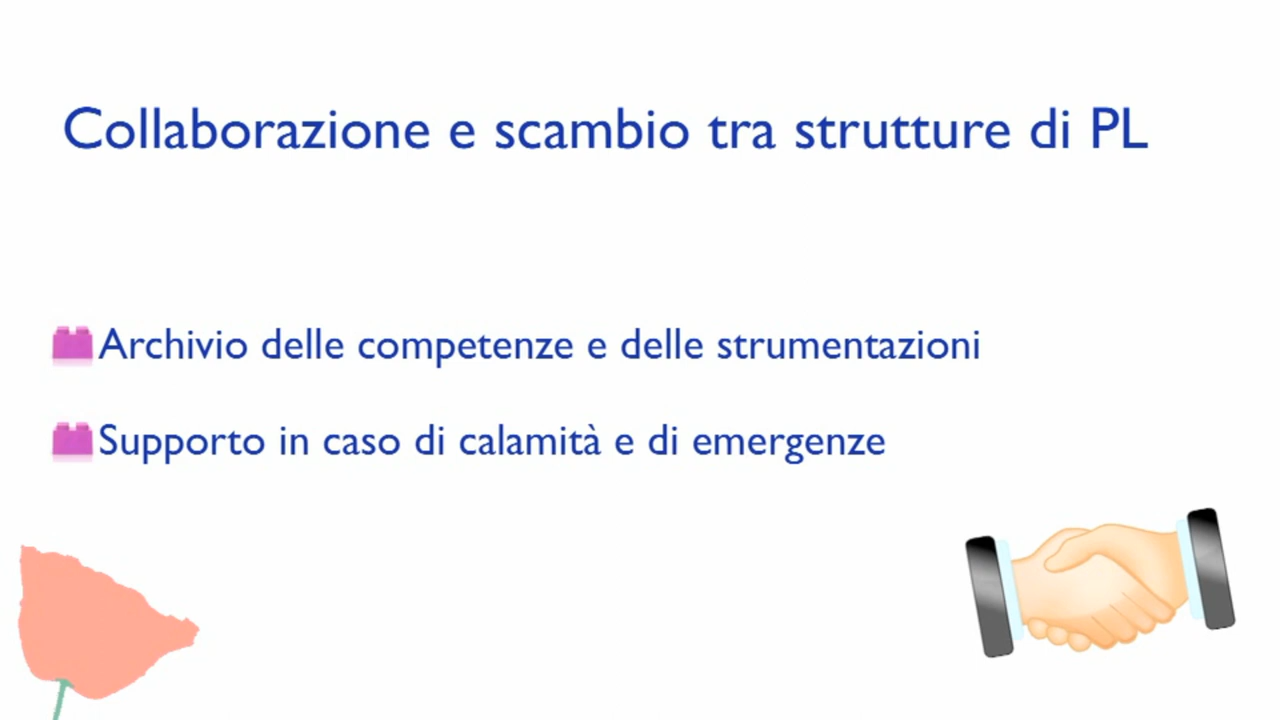 Collaborazione e scambio tra strutture di PL
Archivio delle competenze e delle strumentazioni
Supporto in caso di calamità e di emergenze